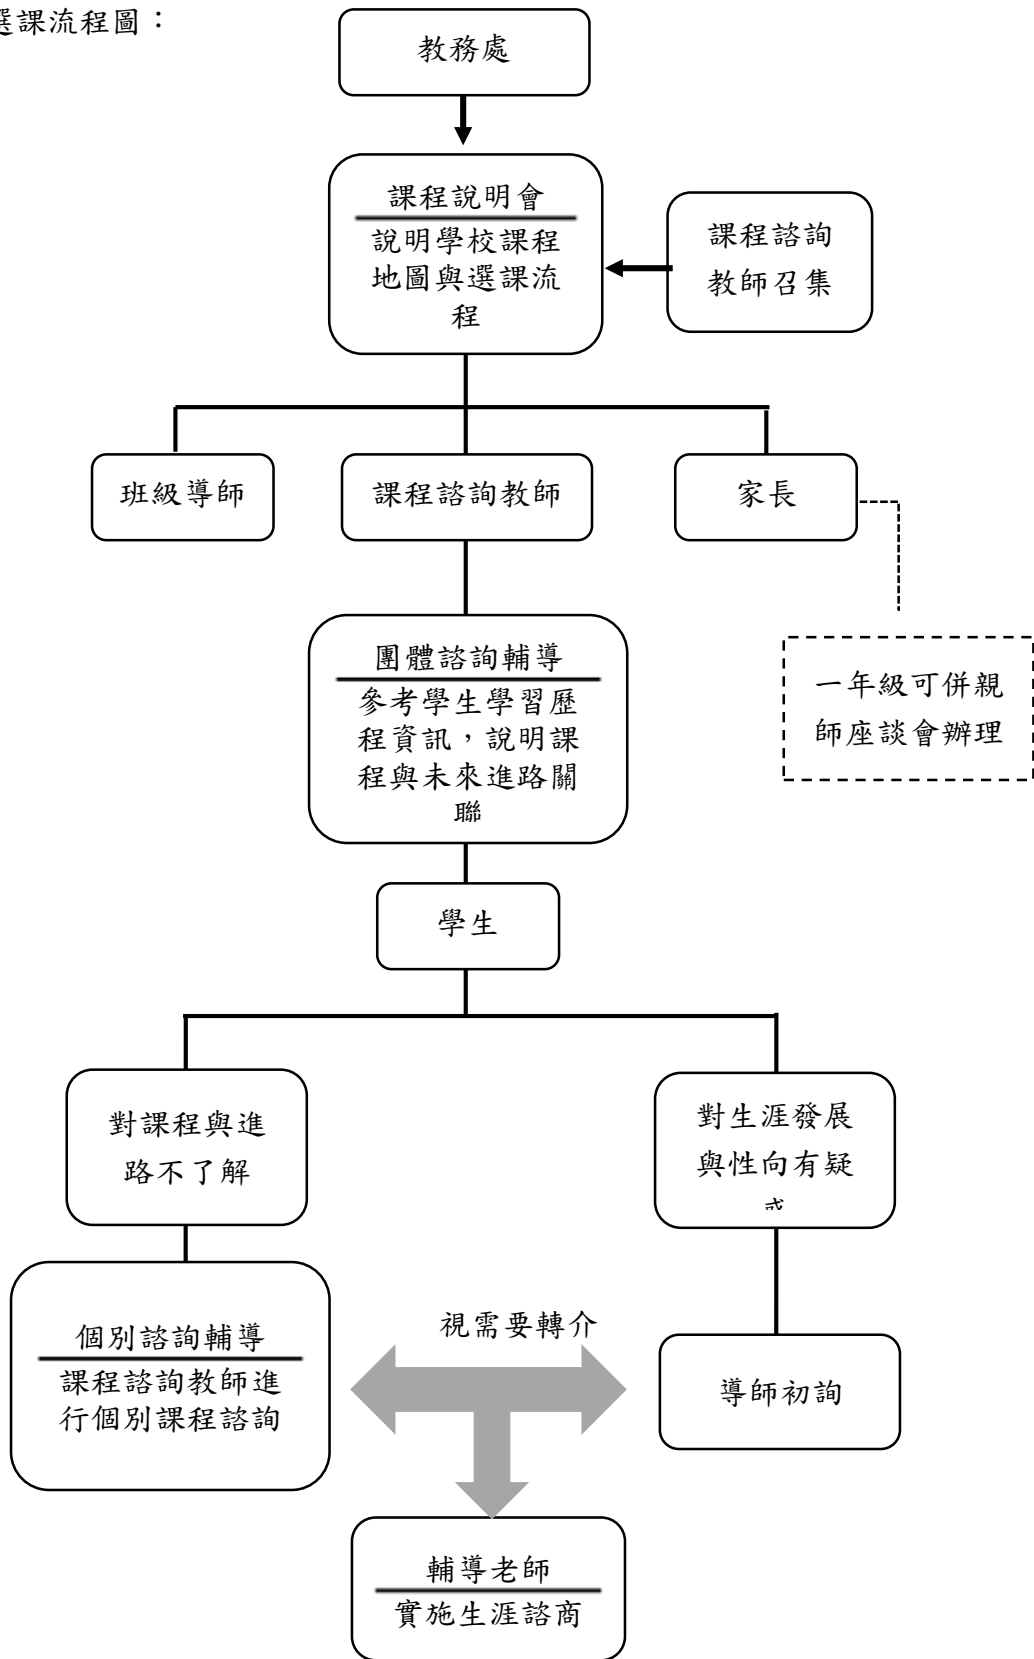 選課流程圖：
教務處
課程說明會
說明學校課程
地圖與選課流
程
課程諮詢
教師召集
班級導師
課程諮詢教師
家長
團體諮詢輔導
參考學生學習歷
程資訊，說明課
程與未來進路關
聯
一年級可併親
師座談會辦理
學生
對課程與進
路不了解
對生涯發展
與性向有疑
個別諮詢輔導
課程諮詢教師進
行個別課程諮詢
視需要轉介
導師初詢
輔導老師
實施生涯諮商